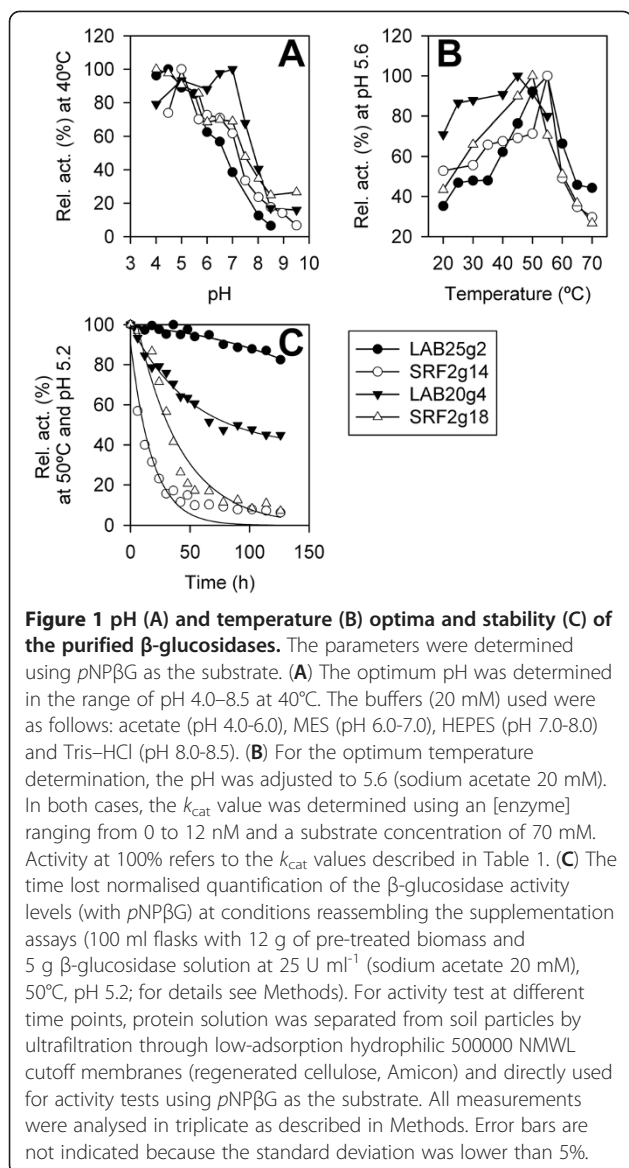 120
100
80
60
40
20
0
Rel. act. (%) at 40ºC
A
3 4 5 6 7 8 9 10
pH
120
100
80
60
40
20
Rel. act. (%) at pH 5.6
B
20 30 40 50 60 70
Temperature (ºC)
100
80
60
40
20
0
Rel. act. (%)
at 50ºC and pH 5.2
C
0 50 100 150
Time (h)
LAB25g2
SRF2g14
LAB20g4
SRF2g18
Figure 1 pH (A) and temperature (B) optima and stability (C) of
the purified β-glucosidases. The parameters were determined
using pNPβG as the substrate. (A) The optimum pH was determined
in the range of pH 4.0–8.5 at 40°C. The buffers (20 mM) used were
as follows: acetate (pH 4.0-6.0), MES (pH 6.0-7.0), HEPES (pH 7.0-8.0)
and Tris–HCl (pH 8.0-8.5). (B) For the optimum temperature
determination, the pH was adjusted to 5.6 (sodium acetate 20 mM).
In both cases, the kcat value was determined using an [enzyme]
ranging from 0 to 12 nM and a substrate concentration of 70 mM.
Activity at 100% refers to the kcat values described in Table 1. (C) The
time lost normalised quantification of the β-glucosidase activity
levels (with pNPβG) at conditions reassembling the supplementation
assays (100 ml flasks with 12 g of pre-treated biomass and
5 g β-glucosidase solution at 25 U ml-1 (sodium acetate 20 mM),
50°C, pH 5.2; for details see Methods). For activity test at different
time points, protein solution was separated from soil particles by
ultrafiltration through low-adsorption hydrophilic 500000 NMWL
cutoff membranes (regenerated cellulose, Amicon) and directly used
for activity tests using pNPβG as the substrate. All measurements
were analysed in triplicate as described in Methods. Error bars are
not indicated because the standard deviation was lower than 5%.